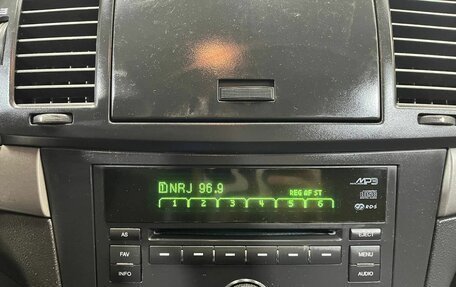 1 NRJ 96.9
MP3
REG AF ST
1 2 3 4 5 6
RDS
AS EJECT
FAV MENU
INFO AUDIO